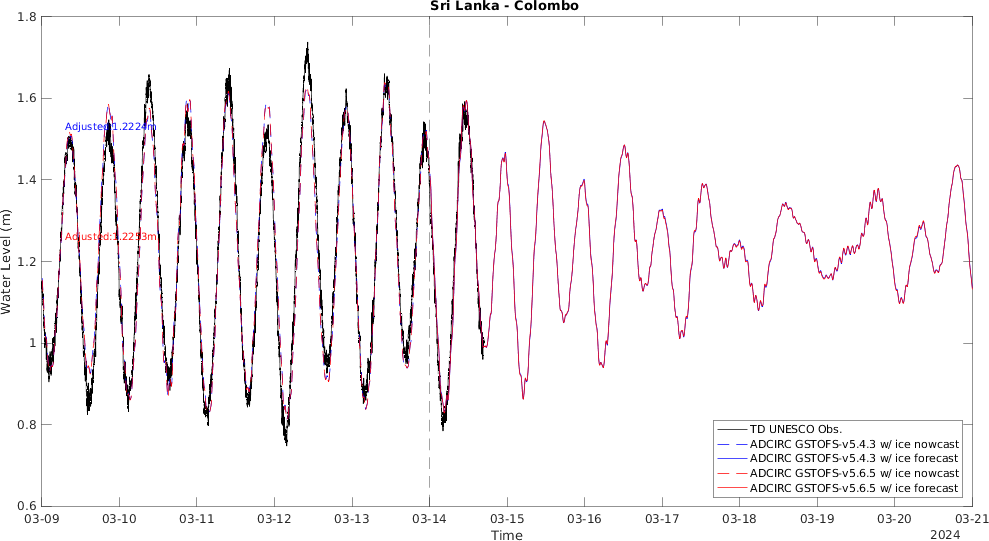 Sri Lanka - Colombo
1.8
1.6
1.4
1.2
1
0.8
0.6
Water Level (m)
Adjusted:1.2224m
Adjusted:1.2253m
TD UNESCO Obs.
ADCIRC GSTOFS-v5.4.3 w/ ice nowcast
ADCIRC GSTOFS-v5.4.3 w/ ice forecast
ADCIRC GSTOFS-v5.6.5 w/ ice nowcast
ADCIRC GSTOFS-v5.6.5 w/ ice forecast
03-09 03-10 03-11 03-12 03-13 03-14 03-15 03-16 03-17 03-18 03-19 03-20 03-21
Time
2024